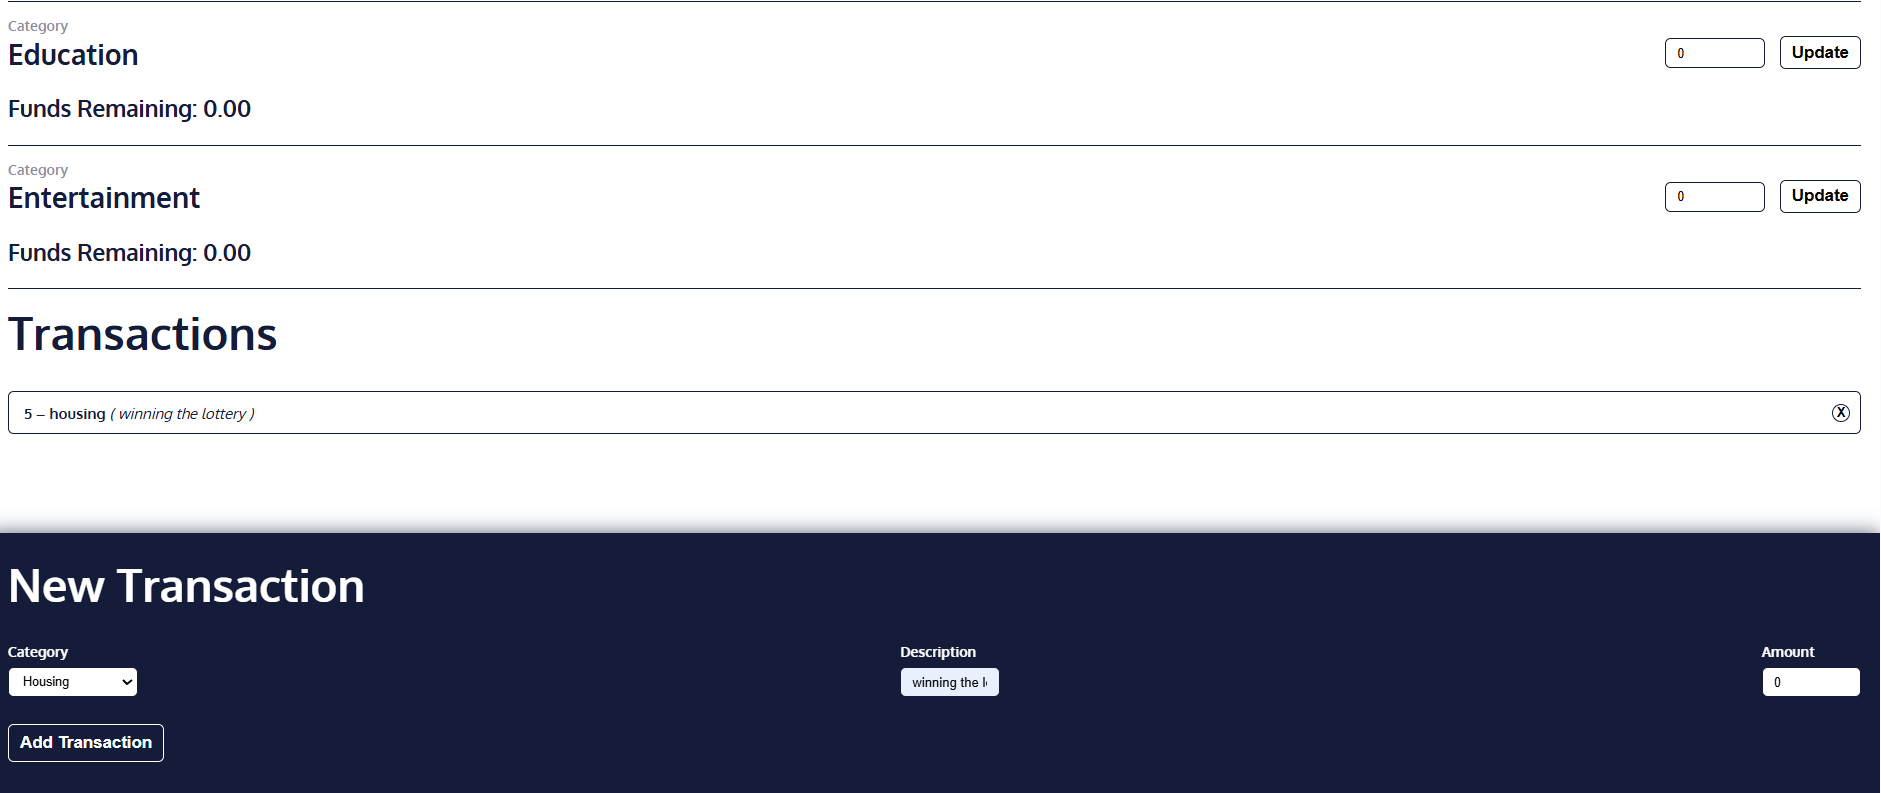 Category
Education
0 Update
Funds Remaining: 0.00
Category
Entertainment
0 Update
Funds Remaining: 0.00
Transactions
5 – housing ( winning the lottery ) X
New Transaction
Category Description Amount
Housing winning the l 0
Add Transaction